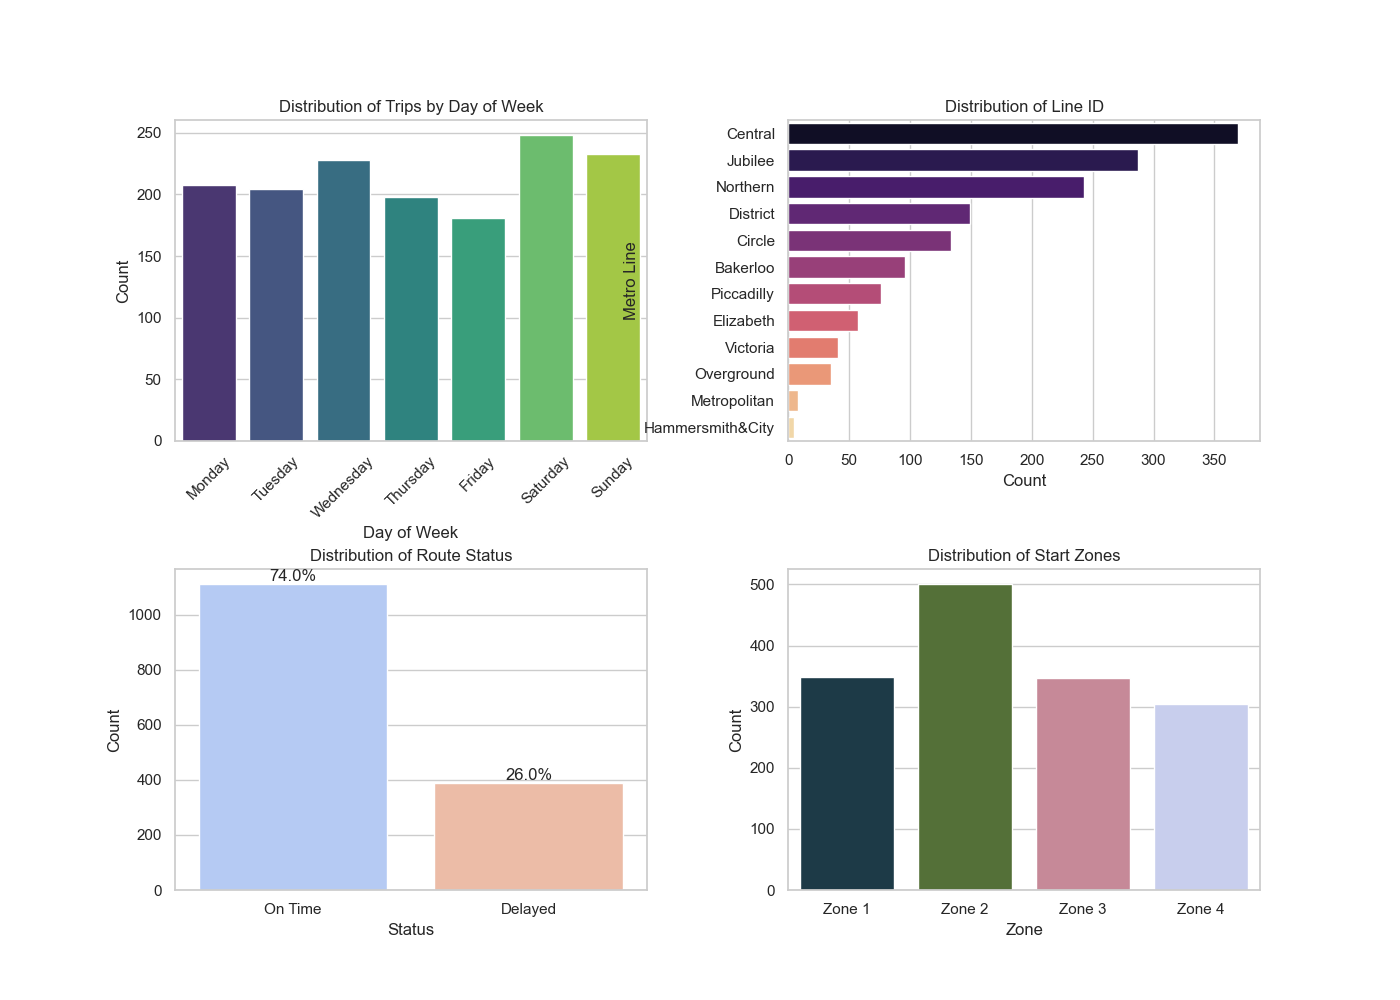 Distribution of Trips by Day of Week
Count
250
200
150
100
50
0
Monday
Tuesday
Wednesday
Thursday
Friday
Saturday
Sunday
Day of Week
Distribution of Line ID
Metro Line
Central
Jubilee
Northern
District
Circle
Bakerloo
Piccadilly
Elizabeth
Victoria
Overground
Metropolitan
Hammersmith&City
0 50 100 150 200 250 300 350
Count
Distribution of Route Status
Count
1000
800
600
400
200
0
74.0%
26.0%
On Time Delayed
Status
Distribution of Start Zones
Count
500
400
300
200
100
0
Zone 1 Zone 2 Zone 3 Zone 4
Zone